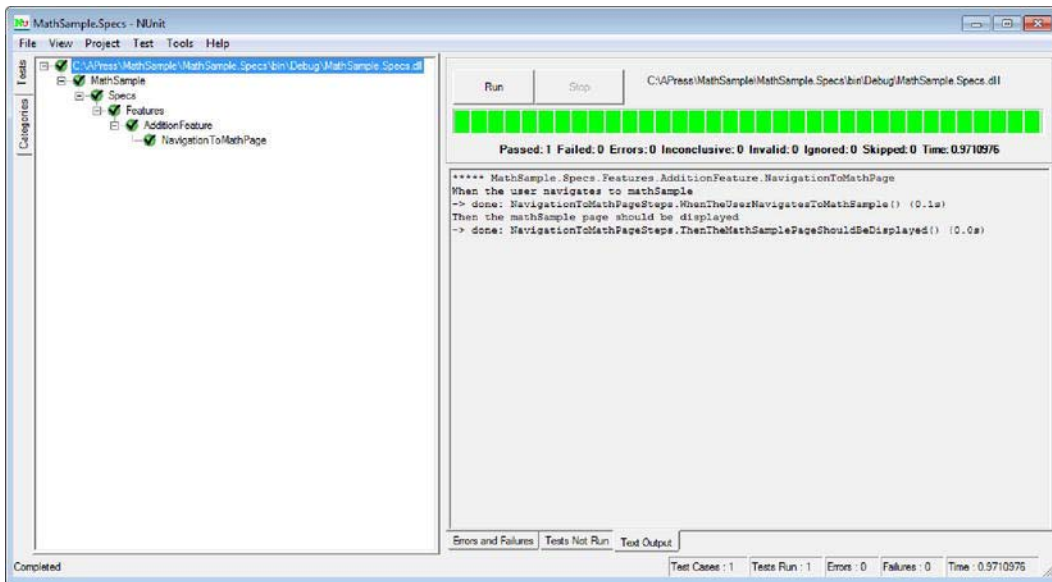 MathSample.Specs - NUnit
File View Project Test Tools Help
Tests
Categories
C:\APress\MathSample\MathSample.Specs\bin\Debug\MathSample.Specs.dll
MathSample
Specs
Features
AdditionFeature
NavigationToMathPage
Run
Stop
C:\APress\MathSample\MathSample.Specs\bin\Debug\MathSample.Specs.dll
Passed: 1 Failed: 0 Errors: 0 Inconclusive: 0 Invalid: 0 Ignored: 0 Skipped: 0 Time: 0.9710976
***** MathSample.Specs.Features.AdditionFeature.NavigationToMathPage
When the user navigates to mathSample
-> done: NavigationToMathPageSteps.WhenTheUserNavigatesToMathSample() (0.1s)
Then the mathSample page should be displayed
-> done: NavigationToMathPageSteps.ThenTheMathSamplePageShouldBeDisplayed() (0.0s)
Errors and Failures Tests Not Run Text Output
Completed Test Cases : 1 Tests Run : 1 Errors : 0 Failures : 0 Time : 0.9710976